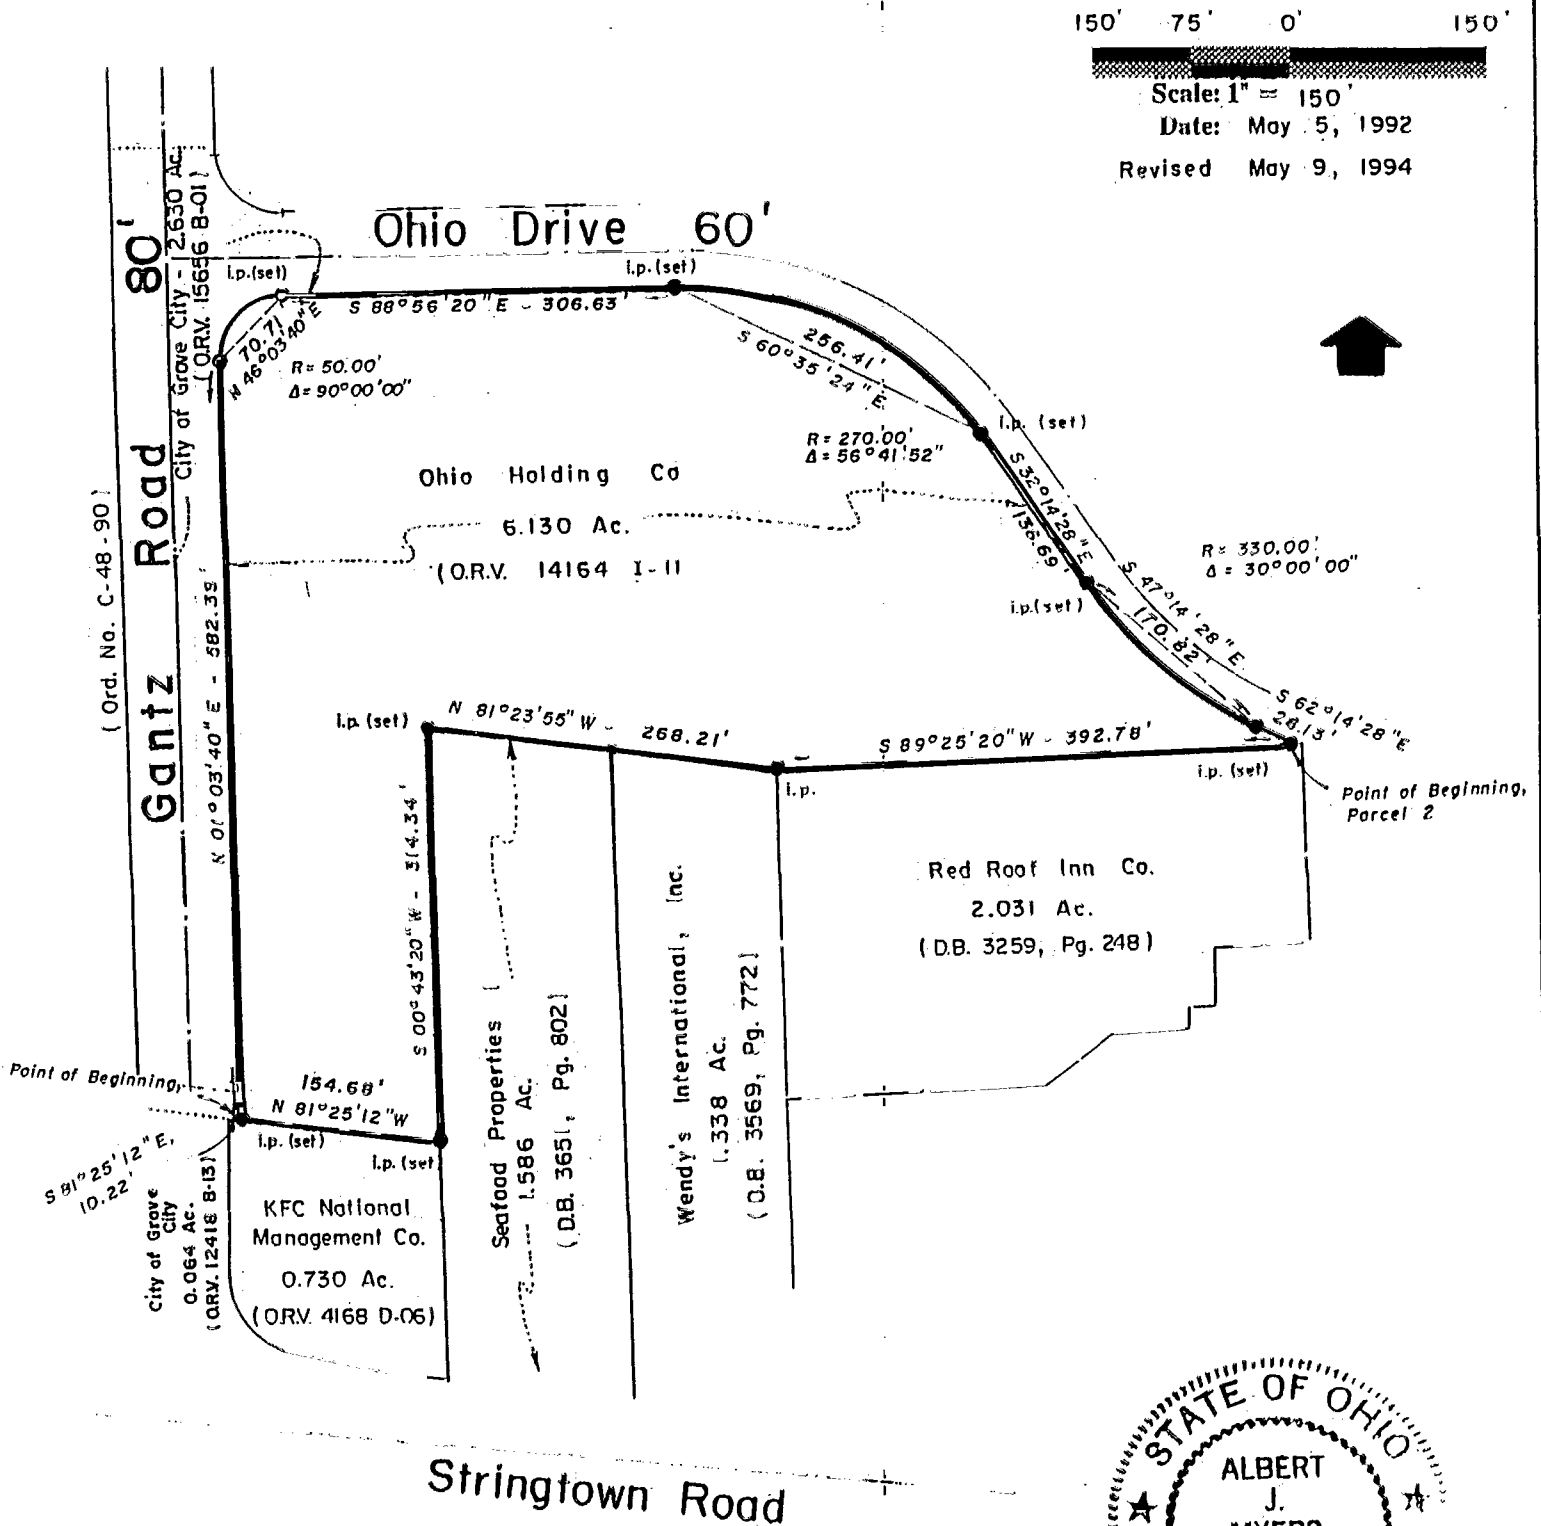 150' 75' 0' 150'
Scale: 1" = 150'
Date: May 5, 1992
Revised May 9, 1994
Ohio Drive 60'
Gantz Road 80'
(Ord. No. C-48-90)
City of Grove City - 2.630 Ac.
(O.R.V. 15656 B-01)
i.p.(set)
i.p.(set)
S 88°56'20"E - 306.63'
70.71
N 46°03'40"E
R= 50.00'
Δ= 90°00'00"
256.41'
S 60°35'24"E
R= 270.00'
Δ= 56°41'52"
i.p. (set)
S 32°14'28"E
136.69'
Ohio Holding Co
6.130 Ac.
(O.R.V. 14164 I-11
R= 330.00'
Δ = 30°00'00"
S 47°14'28"E
170.82'
i.p.(set)
S 62°14'28"E
28.13'
N 01°03'40"E - 582.39'
i.p. (set)
N 81°23'55"W - 268.21'
S 89°25'20"W - 392.78'
i.p.
i.p. (set)
Point of Beginning,
Parcel 2
S 00°43'20"W - 314.34'
Red Roof Inn Co.
2.031 Ac.
(D.B. 3259, Pg. 248)
Seafood Properties
1.586 Ac.
(D.B. 3651, Pg. 802)
Wendy's International, Inc.
1.338 Ac.
(D.B. 3569, Pg. 772)
Point of Beginning,
154.68'
N 81°25'12"W
i.p. (set)
i.p. (set
S 81°25'12"E,
10.22'
City of Grove
City
0.064 Ac.
(O.R.V. 12418 B-13)
KFC National
Management Co.
0.730 Ac.
(O.R.V. 4168 D-06)
Stringtown Road
STATE OF OHIO
ALBERT
J.
MYERS